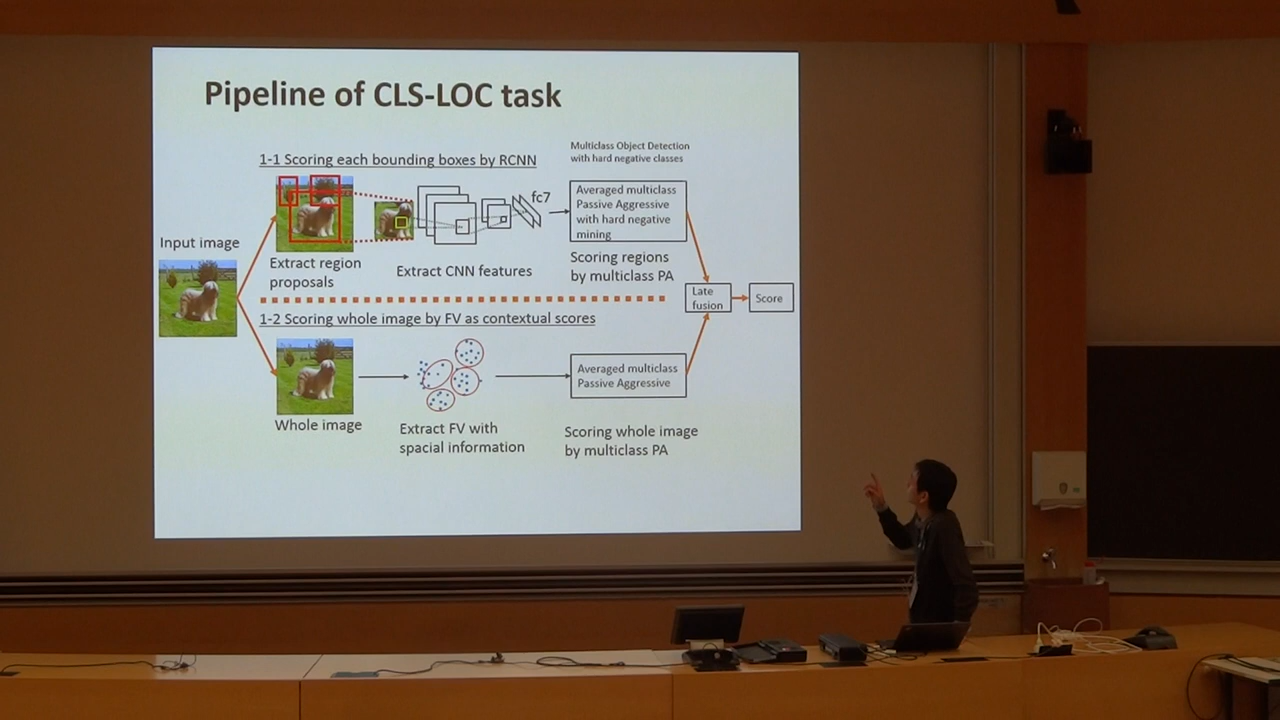 Pipeline of CLS-LOC task
Multiclass Object Detection
with hard negative classes
1-1 Scoring each bounding boxes by RCNN
fc7
Averaged multiclass
Passive Aggressive
with hard negative
mining
Input image
Extract region
proposals
Extract CNN features
Scoring regions
by multiclass PA
Late
fusion
Score
1-2 Scoring whole image by FV as contextual scores
Averaged multiclass
Passive Aggressive
Whole image
Extract FV with
spacial information
Scoring whole image
by multiclass PA